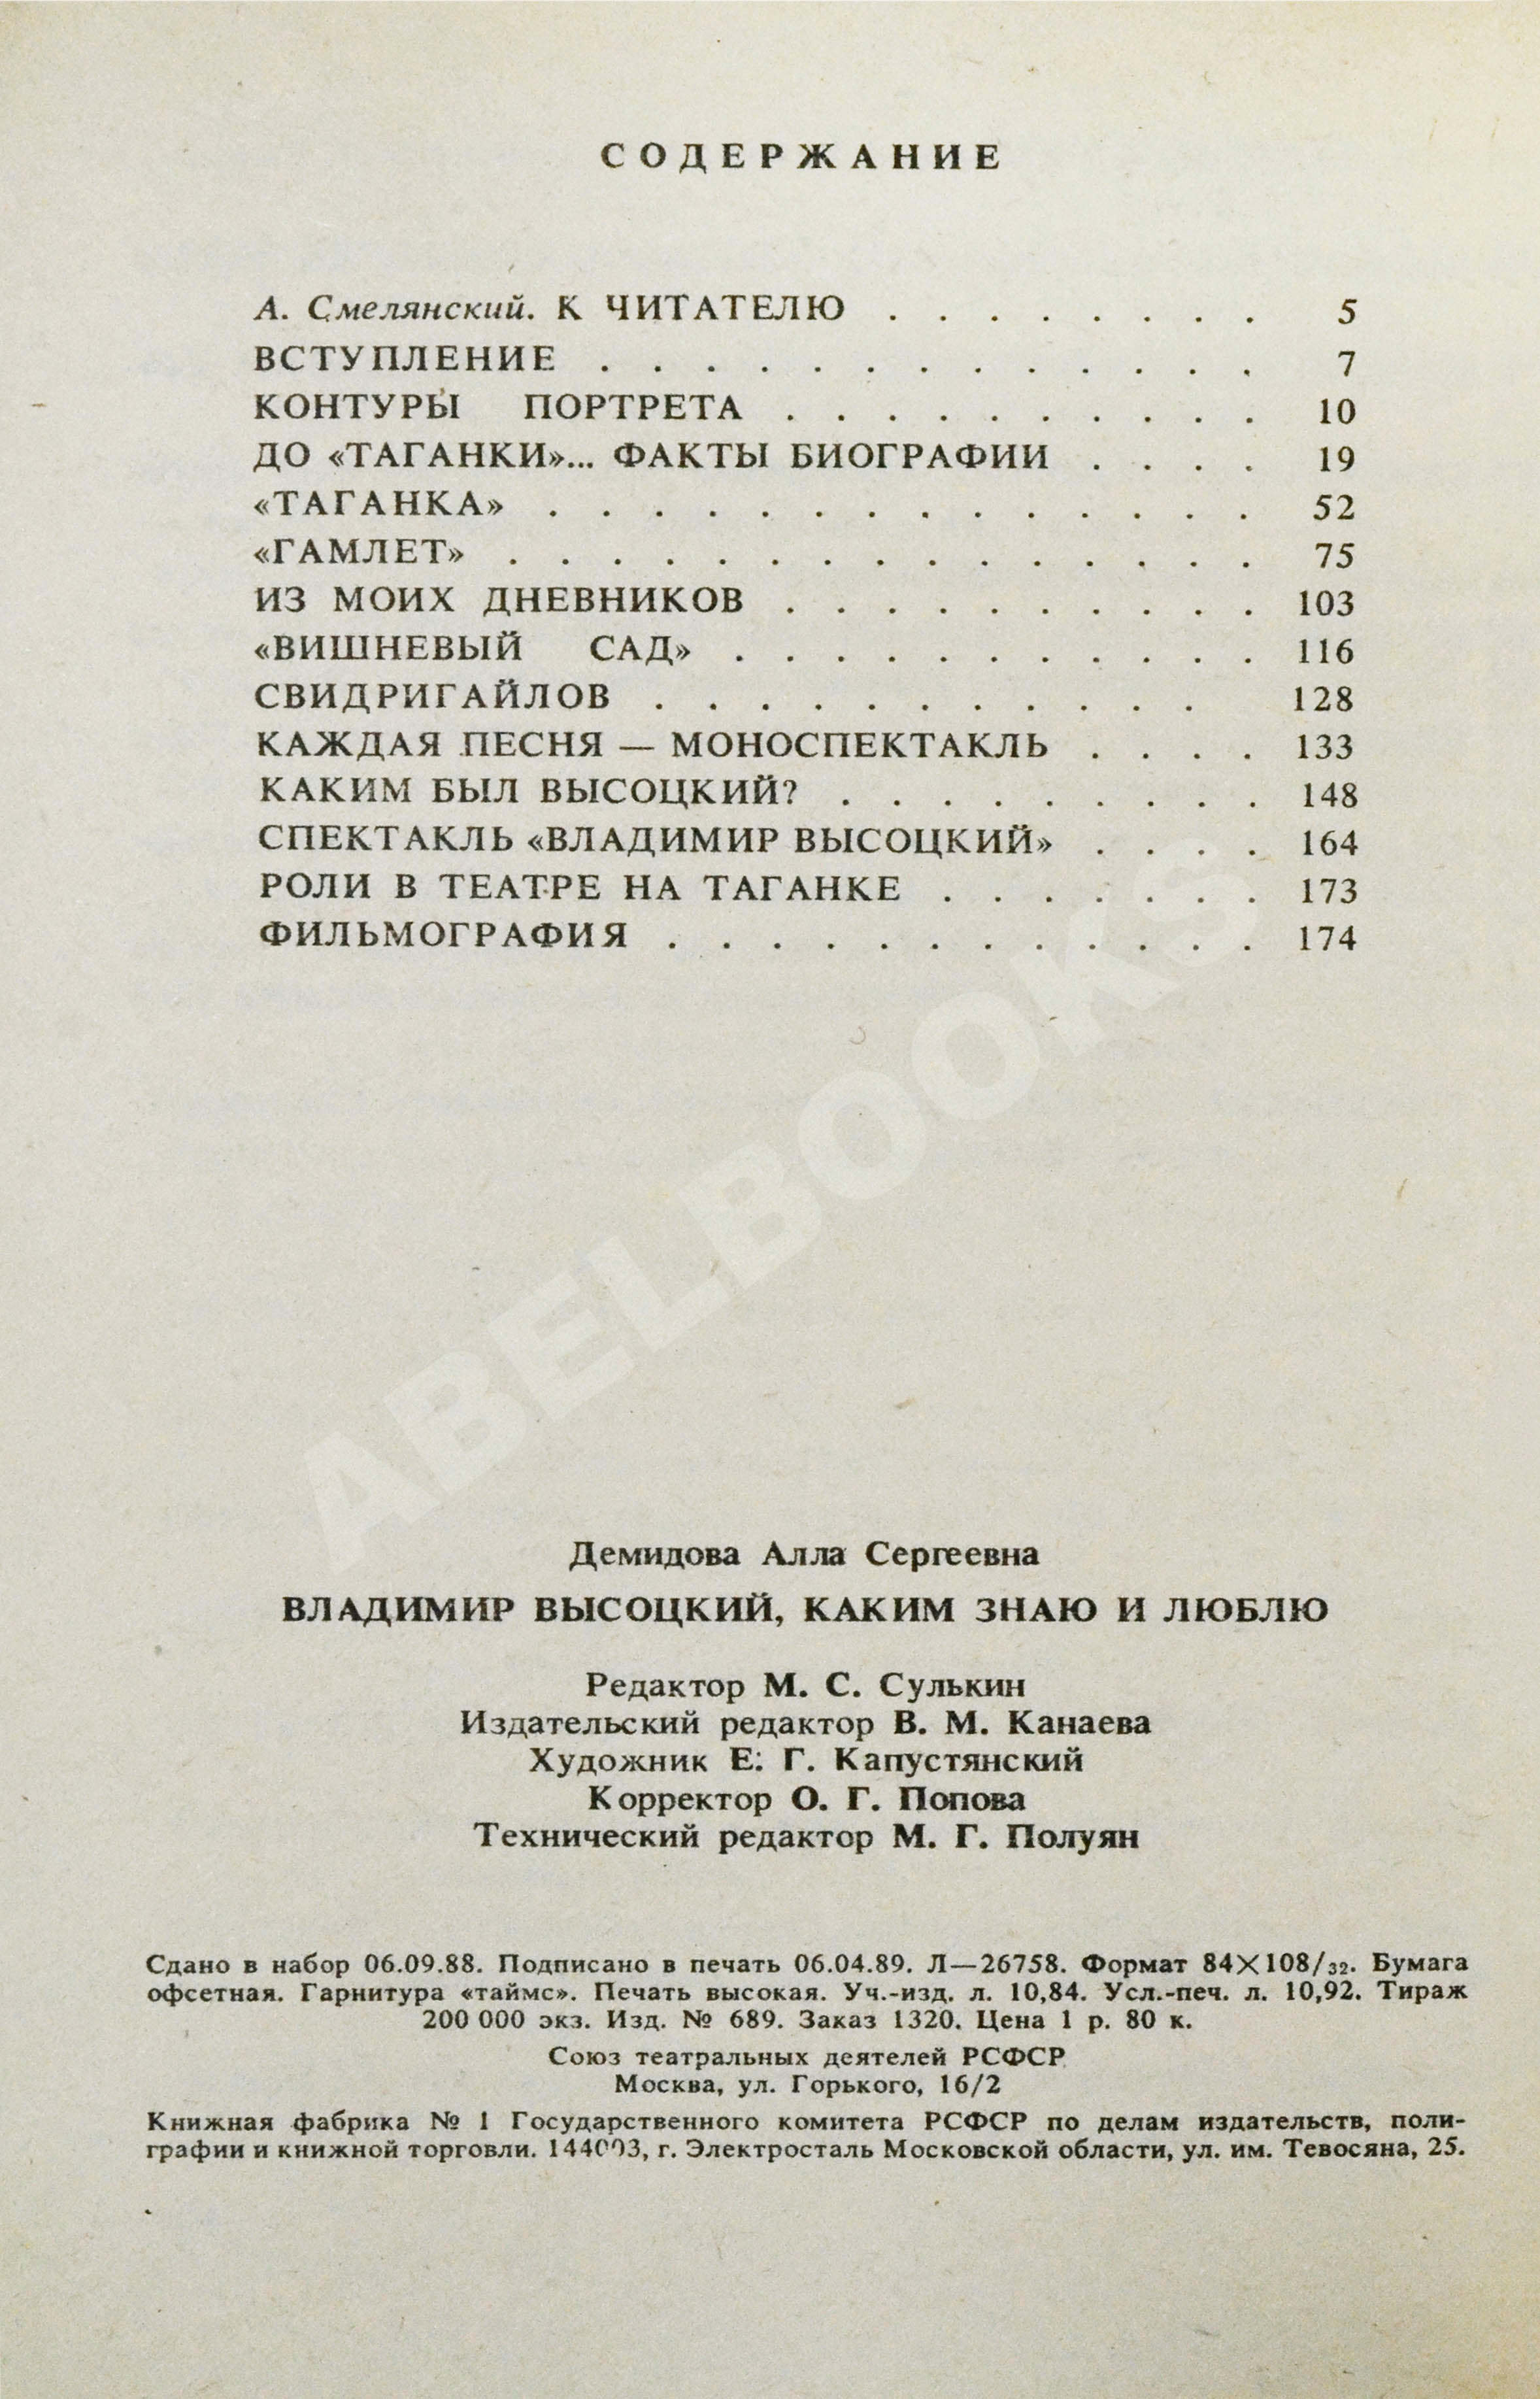 СОДЕРЖАНИЕ
А. Смелянский. К ЧИТАТЕЛЮ . . . . . . . . 5
ВСТУПЛЕНИЕ . . . . . . . . . . . . . 7
КОНТУРЫ ПОРТРЕТА . . . . . . . . . . 10
ДО «ТАГАНКИ»... ФАКТЫ БИОГРАФИИ . . . . 19
«ТАГАНКА» . . . . . . . . . . . . . . 52
«ГАМЛЕТ» . . . . . . . . . . . . . . . 75
ИЗ МОИХ ДНЕВНИКОВ . . . . . . . . . . 103
«ВИШНЕВЫЙ САД» . . . . . . . . . . . 116
СВИДРИГАЙЛОВ . . . . . . . . . . . 128
КАЖДАЯ ПЕСНЯ — МОНОСПЕКТАКЛЬ . . . . 133
КАКИМ БЫЛ ВЫСОЦКИЙ? . . . . . . . . . 148
СПЕКТАКЛЬ «ВЛАДИМИР ВЫСОЦКИЙ» . . . . 164
РОЛИ В ТЕАТРЕ НА ТАГАНКЕ . . . . . . . 173
ФИЛЬМОГРАФИЯ . . . . . . . . . . . . 174
ABELBOOKS
Демидова Алла Сергеевна
ВЛАДИМИР ВЫСОЦКИЙ, КАКИМ ЗНАЮ И ЛЮБЛЮ
Редактор М. С. Сулькин
Издательский редактор В. М. Канаева
Художник Е. Г. Капустянский
Корректор О. Г. Попова
Технический редактор М. Г. Полуян
Сдано в набор 06.09.88. Подписано в печать 06.04.89. Л—26758. Формат 84×108/32. Бумага
офсетная. Гарнитура «таймс». Печать высокая. Уч.-изд. л. 10,84. Усл.-печ. л. 10,92. Тираж
200 000 экз. Изд. № 689. Заказ 1320. Цена 1 р. 80 к.
Союз театральных деятелей РСФСР
Москва, ул. Горького, 16/2
Книжная фабрика № 1 Государственного комитета РСФСР по делам издательств, поли-
графии и книжной торговли. 144003, г. Электросталь Московской области, ул. им. Тевосяна, 25.